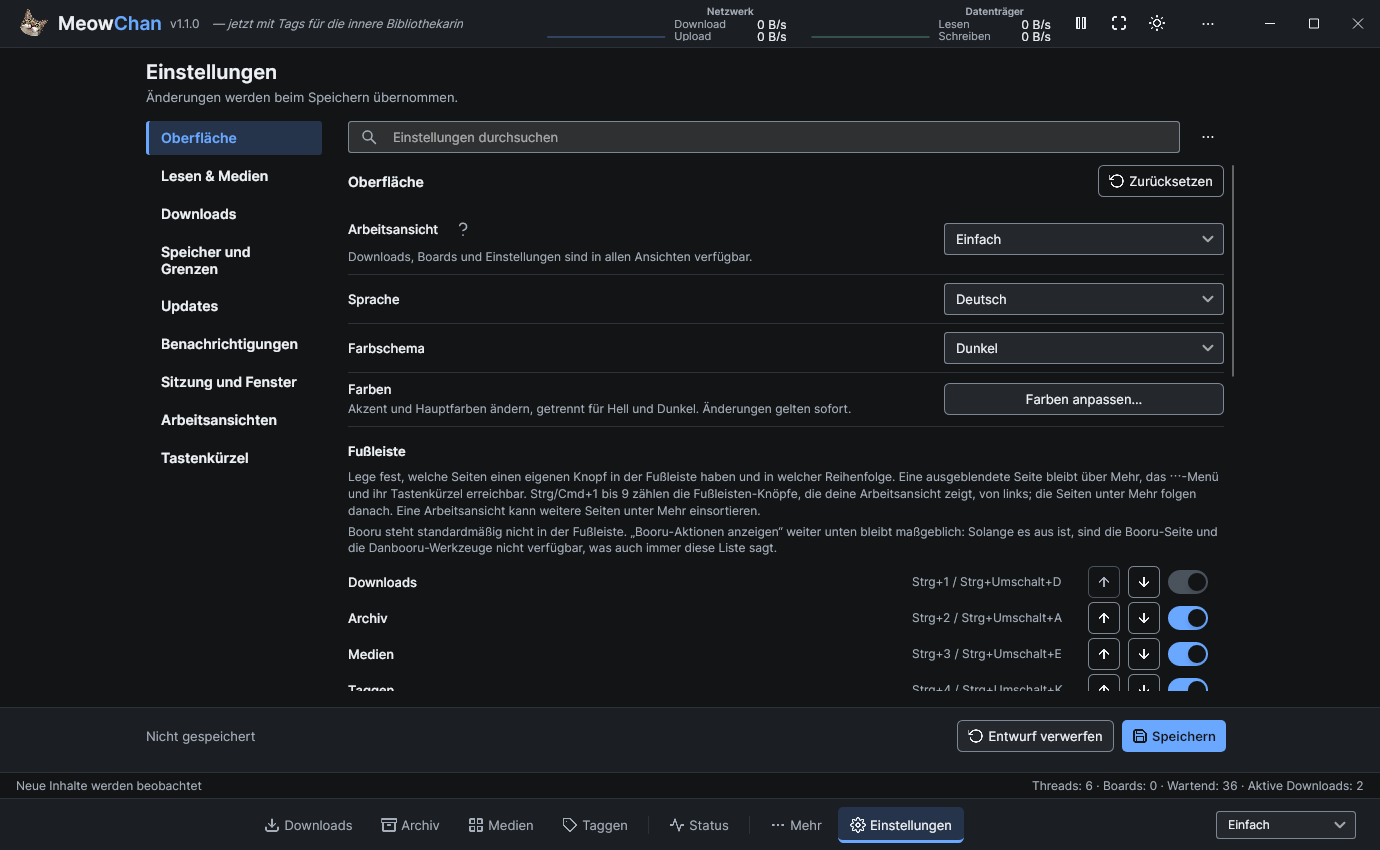 MeowChan v1.1.0 — jetzt mit Tags für die innere Bibliothekarin
Netzwerk
Download 0 B/s
Upload 0 B/s
Datenträger
Lesen 0 B/s
Schreiben 0 B/s
Einstellungen
Änderungen werden beim Speichern übernommen.
Oberfläche
Lesen & Medien
Downloads
Speicher und
Grenzen
Updates
Benachrichtigungen
Sitzung und Fenster
Arbeitsansichten
Tastenkürzel
Einstellungen durchsuchen
Oberfläche
Zurücksetzen
Arbeitsansicht ?
Downloads, Boards und Einstellungen sind in allen Ansichten verfügbar.
Einfach
Sprache
Deutsch
Farbschema
Dunkel
Farben
Akzent und Hauptfarben ändern, getrennt für Hell und Dunkel. Änderungen gelten sofort.
Farben anpassen...
Fußleiste
Lege fest, welche Seiten einen eigenen Knopf in der Fußleiste haben und in welcher Reihenfolge. Eine ausgeblendete Seite bleibt über Mehr, das ···-Menü
und ihr Tastenkürzel erreichbar. Strg/Cmd+1 bis 9 zählen die Fußleisten-Knöpfe, die deine Arbeitsansicht zeigt, von links; die Seiten unter Mehr folgen
danach. Eine Arbeitsansicht kann weitere Seiten unter Mehr einsortieren.
Booru steht standardmäßig nicht in der Fußleiste. „Booru-Aktionen anzeigen“ weiter unten bleibt maßgeblich: Solange es aus ist, sind die Booru-Seite und
die Danbooru-Werkzeuge nicht verfügbar, was auch immer diese Liste sagt.
Downloads Strg+1 / Strg+Umschalt+D
Archiv Strg+2 / Strg+Umschalt+A
Medien Strg+3 / Strg+Umschalt+E
Taggen Strg+4 / Strg+Umschalt+K
Nicht gespeichert
Entwurf verwerfen
Speichern
Neue Inhalte werden beobachtet
Threads: 6 · Boards: 0 · Wartend: 36 · Aktive Downloads: 2
Downloads
Archiv
Medien
Taggen
Status
Mehr
Einstellungen
Einfach